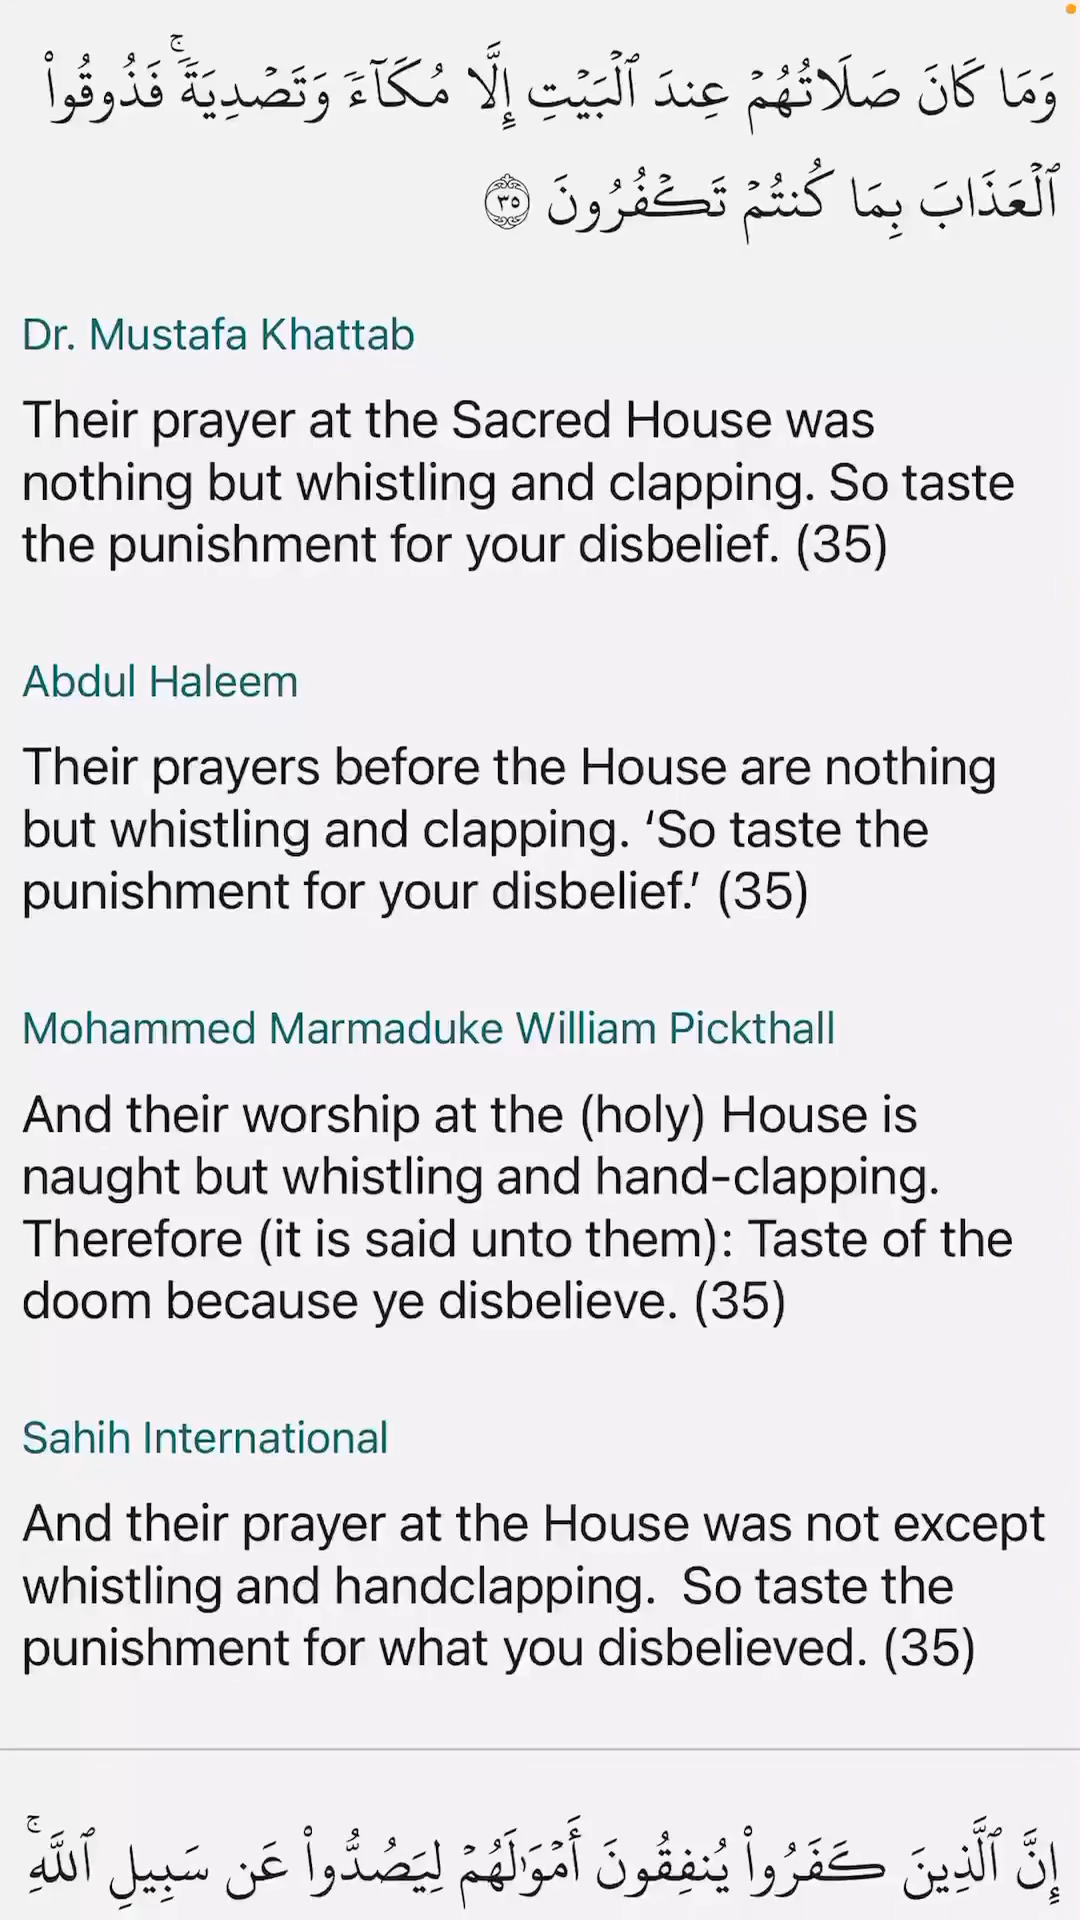 وَمَا كَانَ صَلَاتُهُمۡ عِندَ ٱلۡبَيۡتِ إِلَّا مُكَآءٗ وَتَصۡدِيَةٗۚ فَذُوقُواْ
ٱلۡعَذَابَ بِمَا كُنتُمۡ تَكۡفُرُونَ ٣٥
Dr. Mustafa Khattab
Their prayer at the Sacred House was
nothing but whistling and clapping. So taste
the punishment for your disbelief. (35)
Abdul Haleem
Their prayers before the House are nothing
but whistling and clapping. ‘So taste the
punishment for your disbelief.’ (35)
Mohammed Marmaduke William Pickthall
And their worship at the (holy) House is
naught but whistling and hand-clapping.
Therefore (it is said unto them): Taste of the
doom because ye disbelieve. (35)
Sahih International
And their prayer at the House was not except
whistling and handclapping.  So taste the
punishment for what you disbelieved. (35)
إِنَّ ٱلَّذِينَ كَفَرُواْ يُنفِقُونَ أَمۡوَٰلَهُمۡ لِيَصُدُّواْ عَن سَبِيلِ ٱللَّهِۚ